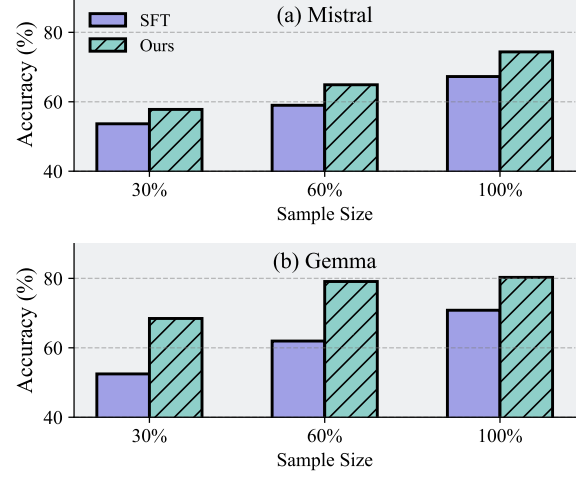 (a) Mistral
SFT
Ours
Accuracy (%)
80
60
40
30%
60%
100%
Sample Size
(b) Gemma
Accuracy (%)
80
60
40
30%
60%
100%
Sample Size